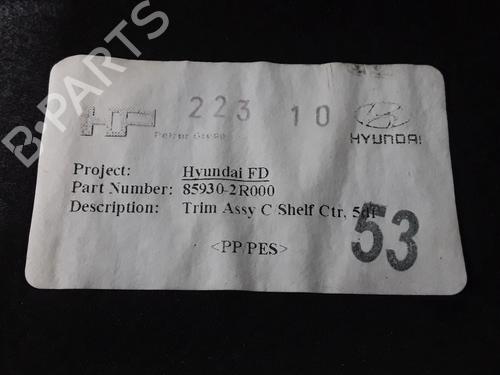 223 10
HYUNDAI
Project: Hyundai FD
Part Number: 85930-2R000
Description: Trim Assy C Shelf Ctr, 5dr
<PP/PES>
53
B-PARTS